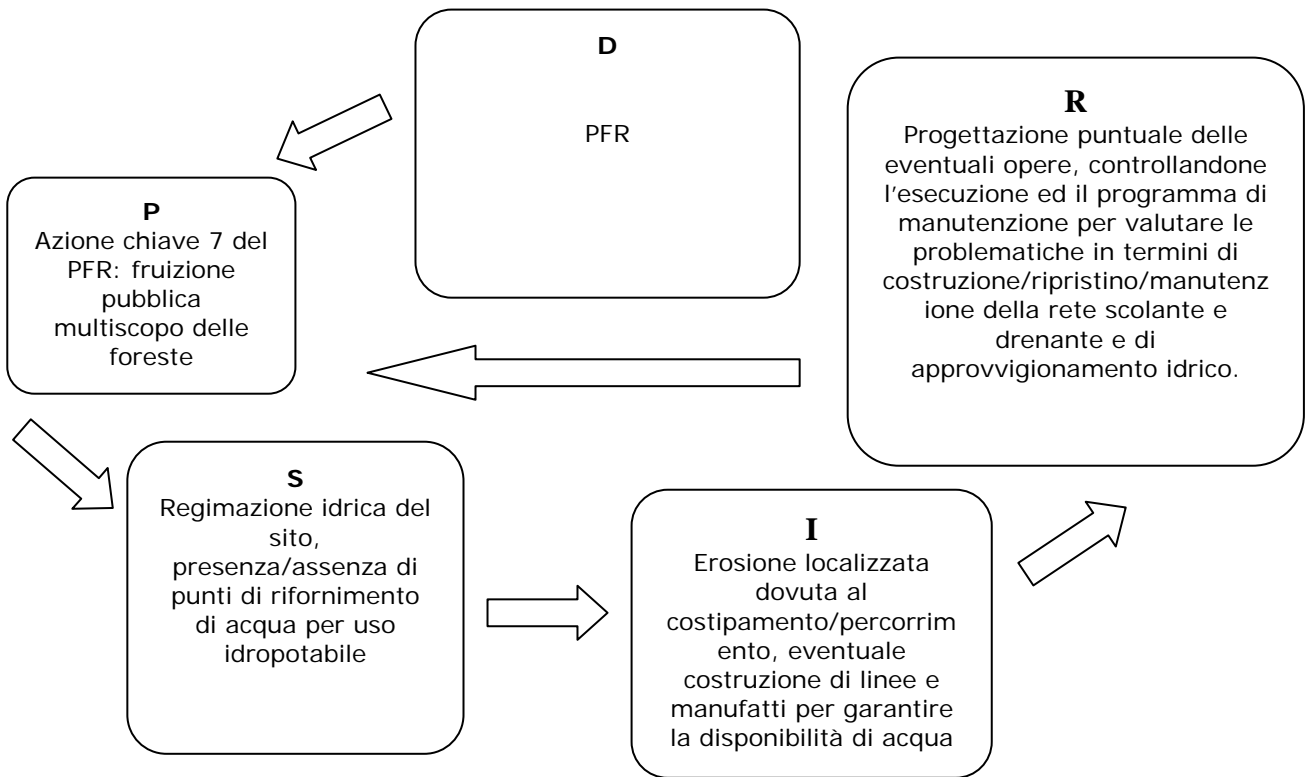 D
PFR
P
Azione chiave 7 del
PFR: fruizione
pubblica
multiscopo delle
foreste
S
Regimazione idrica del
sito,
presenza/assenza di
punti di rifornimento
di acqua per uso
idropotabile
I
Erosione localizzata
dovuta al
costipamento/percorrim
ento, eventuale
costruzione di linee e
manufatti per garantire
la disponibilità di acqua
R
Progettazione puntuale delle
eventuali opere, controllandone
l'esecuzione ed il programma di
manutenzione per valutare le
problematiche in termini di
costruzione/ripristino/manutenz
ione della rete scolante e
drenante e di
approvvigionamento idrico.